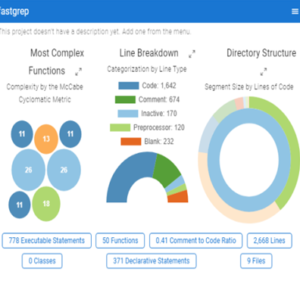 fastgrep
This project doesn't have a description yet. Add one from the menu.
Most Complex
Functions
Complexity by the McCabe
Cyclomatic Metric
11
13
11
26
26
11
18
Line Breakdown
Categorization by Line Type
Code: 1,642
Comment: 674
Inactive: 170
Preprocessor: 120
Blank: 232
Directory Structure
Segment Size by Lines of Code
778 Executable Statements
50 Functions
0.41 Comment to Code Ratio
2,668 Lines
0 Classes
371 Declarative Statements
9 Files